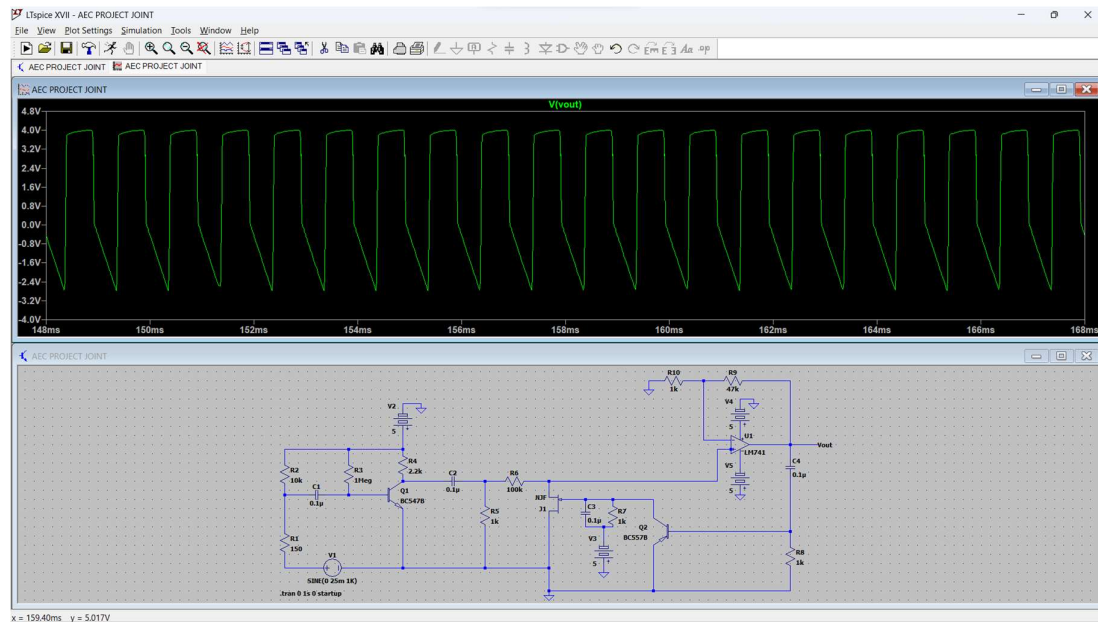 LTspice XVII - AEC PROJECT JOINT
File View Plot Settings Simulation Tools Window Help
AEC PROJECT JOINT AEC PROJECT JOINT
AEC PROJECT JOINT
V(vout)
4.8V
4.0V
3.2V
2.4V
1.6V
0.8V
0.0V
-0.8V
-1.6V
-2.4V
-3.2V
-4.0V
148ms 150ms 152ms 154ms 156ms 158ms 160ms 162ms 164ms 166ms 168ms
AEC PROJECT JOINT
R10
1k
R9
47k
V2
5
V4
5
U1
LM741
Vout
V5
5
C4
0.1µ
R2
10k
R3
1Meg
R4
2.2k
C1
0.1µ
Q1
BC547B
C2
0.1µ
R6
100k
R5
1k
NJF
J1
C3
0.1µ
R7
1k
Q2
BC557B
V3
5
R1
150
V1
SINE(0 25m 1K)
R8
1k
.tran 0 1s 0 startup
x = 159.40ms y = 5.017V